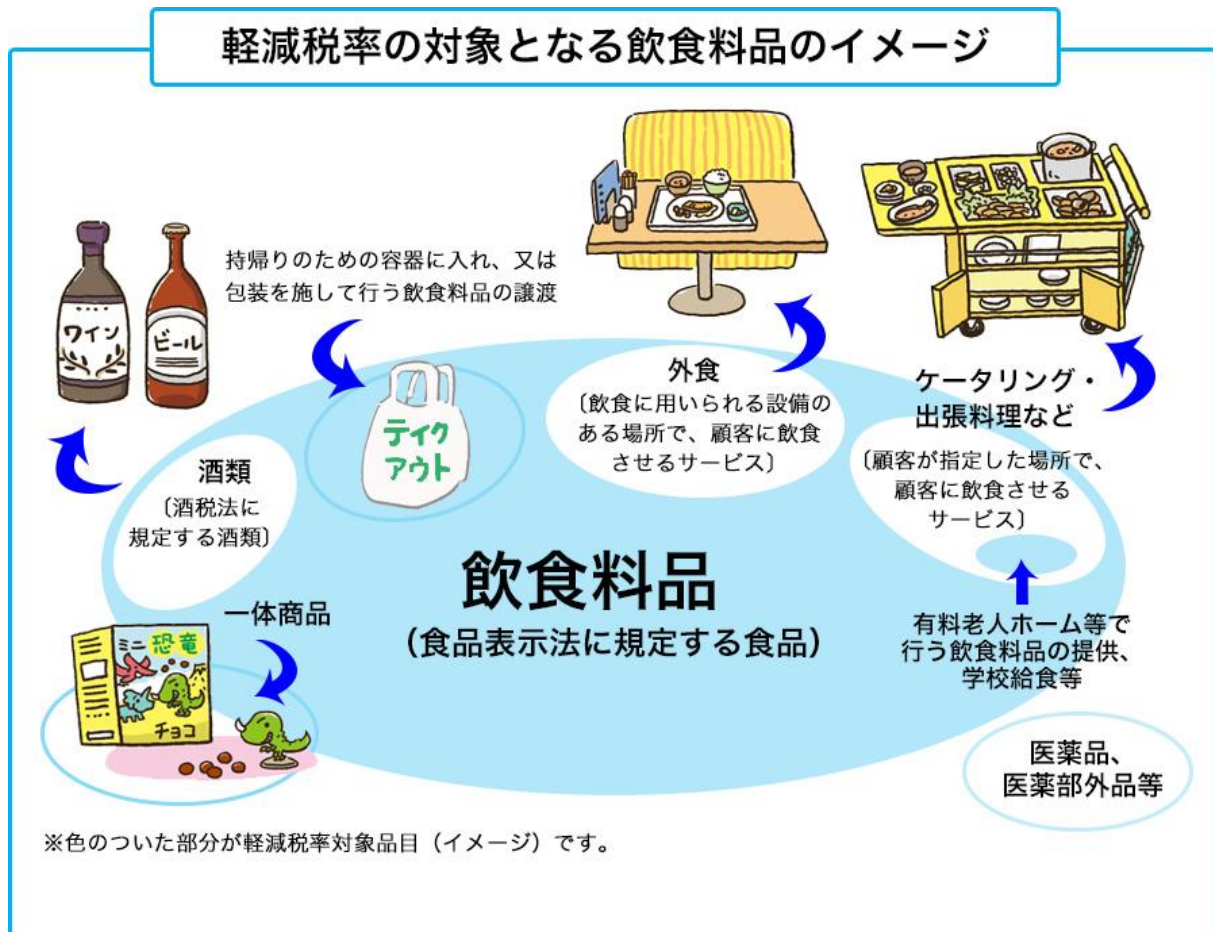 軽減税率の対象となる飲食料品のイメージ
ワイン
ビール
持帰りのための容器に入れ、又は
包装を施して行う飲食料品の譲渡
ティク
アウト
酒類
〔酒税法に
規定する酒類〕
外食
〔飲食に用いられる設備の
ある場所で、顧客に飲食
させるサービス〕
ケータリング・
出張料理など
〔顧客が指定した場所で、
顧客に飲食させる
サービス〕
飲食料品
（食品表示法に規定する食品）
一体商品
ミニ恐竜
チョコ
有料老人ホーム等で
行う飲食料品の提供、
学校給食等
医薬品、
医薬部外品等
※色のついた部分が軽減税率対象品目（イメージ）です。